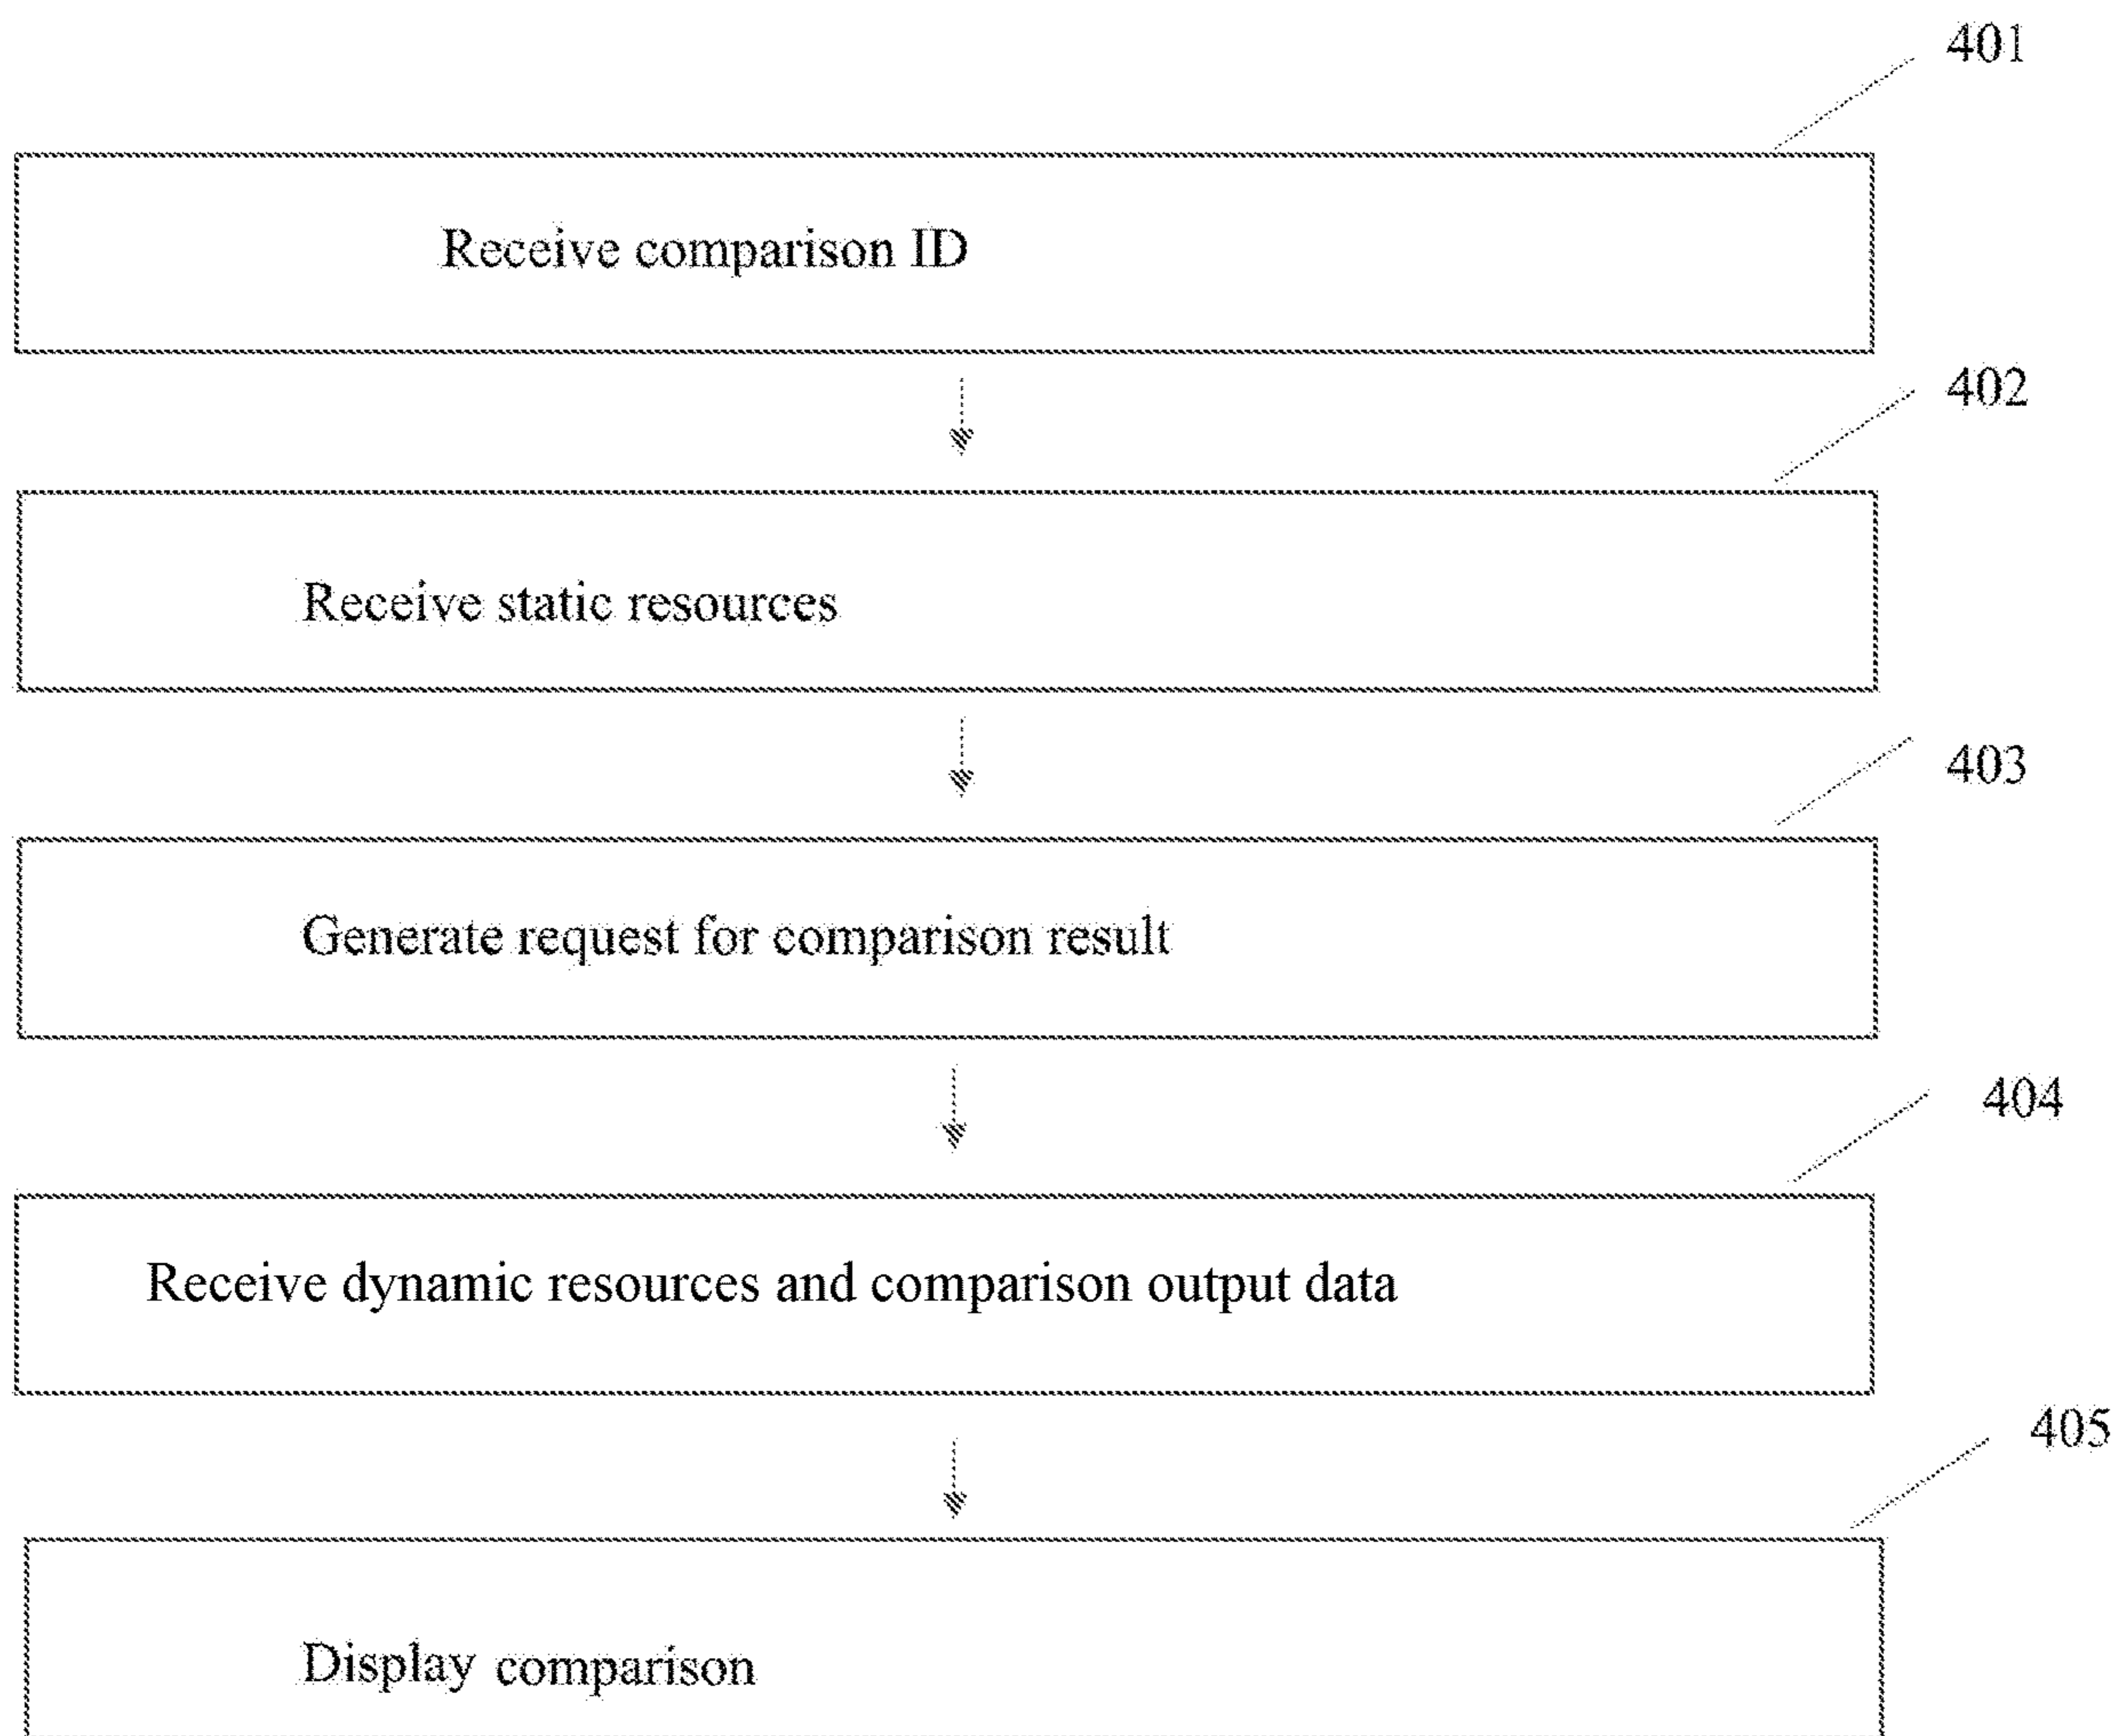 401
Receive comparison ID
402
Receive static resources
403
Generate request for comparison result
404
Receive dynamic resources and comparison output data
405
Display comparison